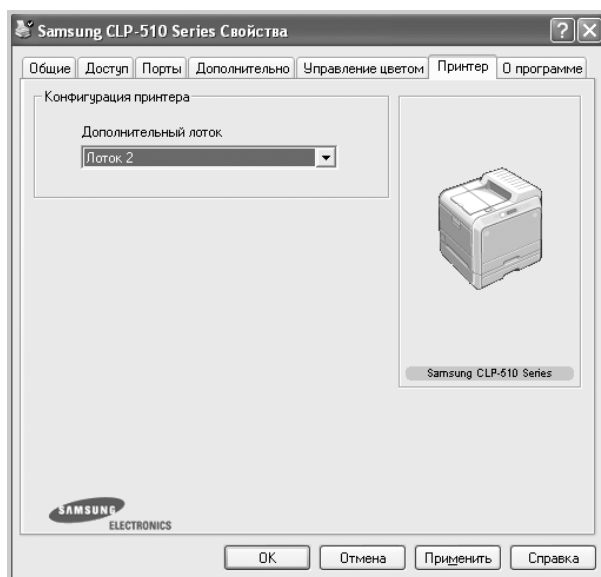 Samsung CLP-510 Series Свойства
Общие Доступ Порты Дополнительно Управление цветом Принтер О программе
Конфигурация принтера
Дополнительный лоток
Лоток 2
Samsung CLP-510 Series
SAMSUNG
ELECTRONICS
OK Отмена Применить Справка